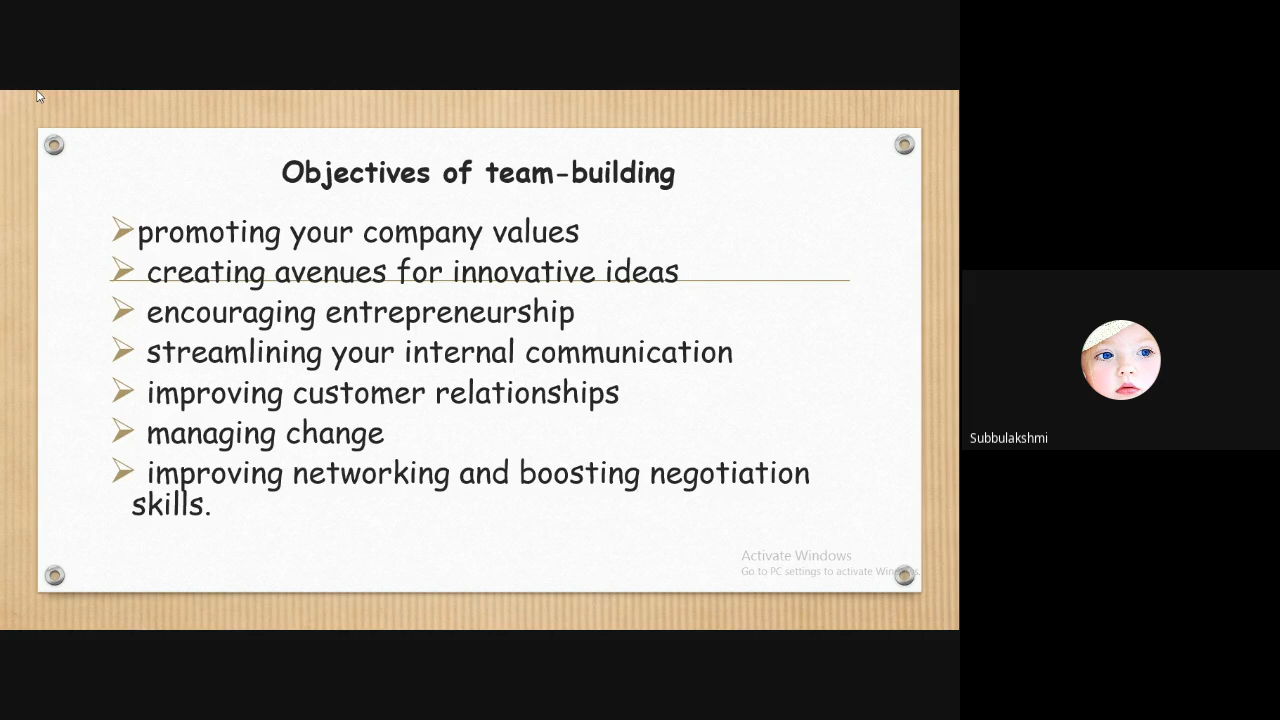 Objectives of team-building
promoting your company values
creating avenues for innovative ideas
encouraging entrepreneurship
streamlining your internal communication
improving customer relationships
managing change
improving networking and boosting negotiation
skills.
Activate Windows
Go to PC settings to activate Windows.
Subbulakshmi